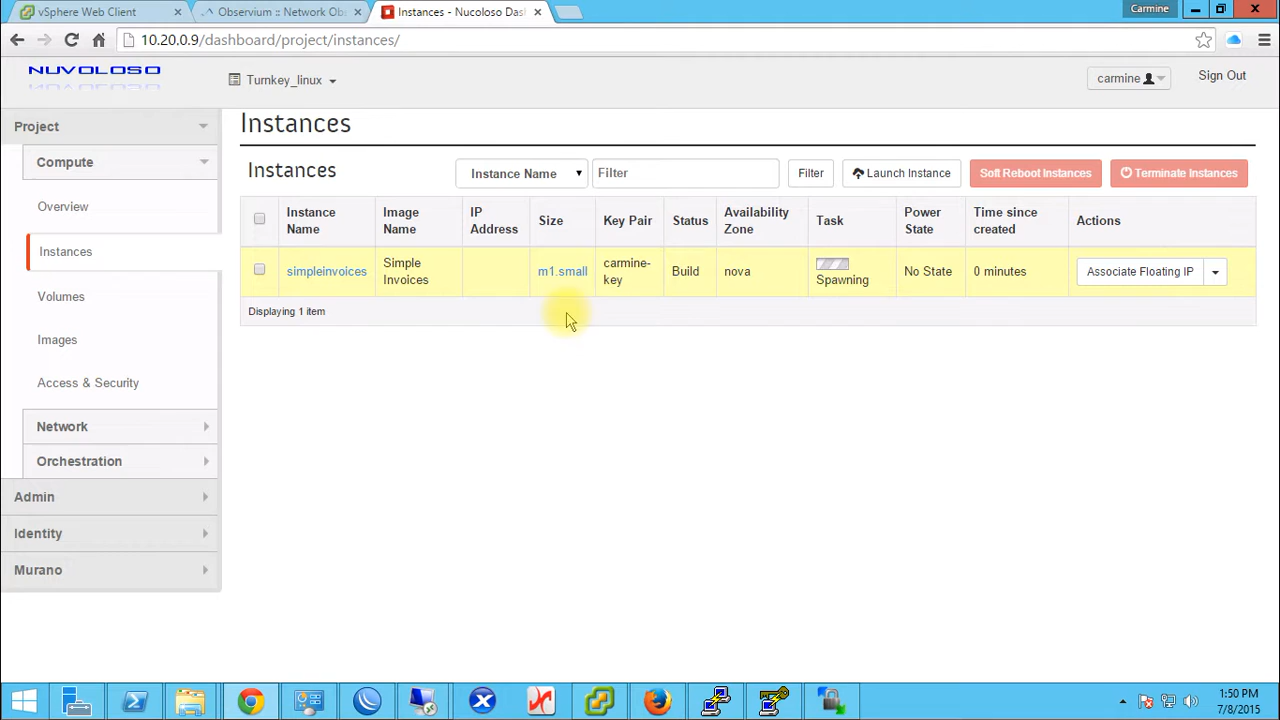 vSphere Web Client
Observium :: Network Obs
Instances - Nucoloso Das
Carmine
10.20.0.9/dashboard/project/instances/
NUVOLOSO
Turnkey_linux
carmine
Sign Out
Project
Compute
Overview
Instances
Volumes
Images
Access & Security
Network
Orchestration
Admin
Identity
Murano
Instances
Instances
Instance Name
Filter
Filter
Launch Instance
Soft Reboot Instances
Terminate Instances
Instance Name
Image Name
IP Address
Size
Key Pair
Status
Availability Zone
Task
Power State
Time since created
Actions
simpleinvoices
Simple Invoices
m1.small
carmine-key
Build
nova
Spawning
No State
0 minutes
Associate Floating IP
Displaying 1 item
1:50 PM
7/8/2015